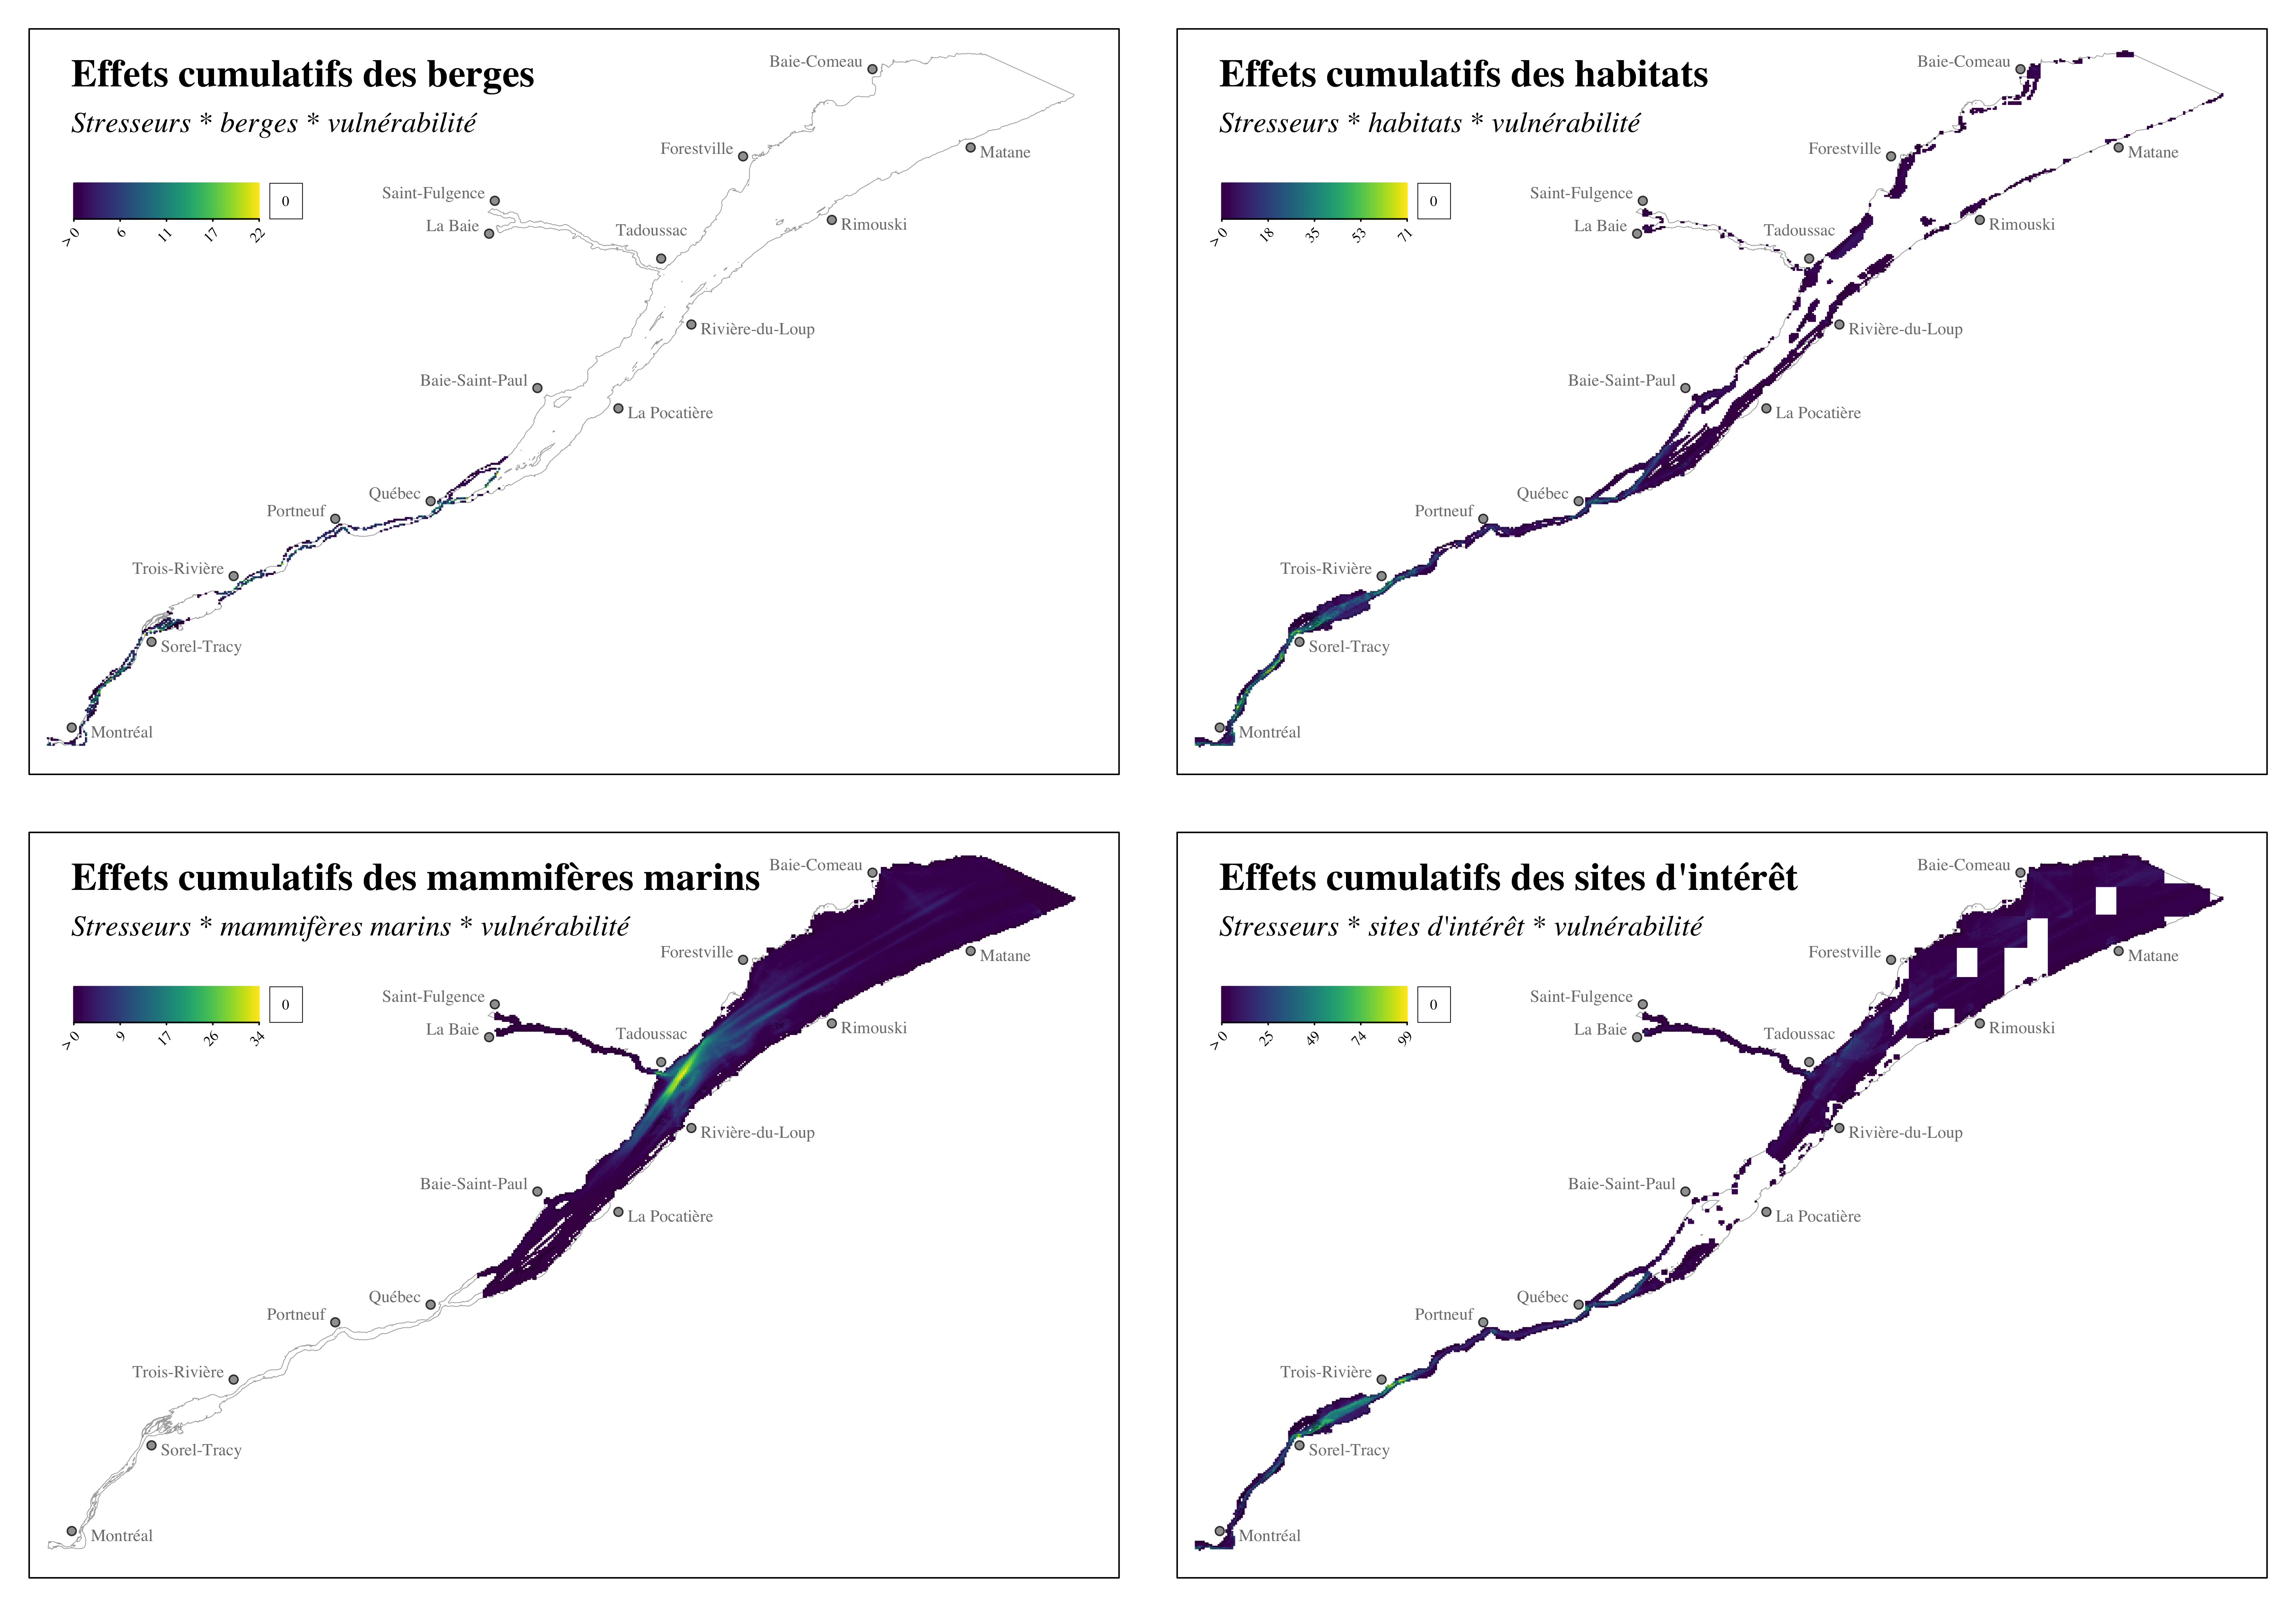 Effets cumulatifs des berges
Stresseurs * berges * vulnérabilité
> 0 6 11 17 22 0
Baie-Comeau
Forestville
Matane
Saint-Fulgence
La Baie
Tadoussac
Rimouski
Rivière-du-Loup
Baie-Saint-Paul
La Pocatière
Québec
Portneuf
Trois-Rivière
Sorel-Tracy
Montréal
Effets cumulatifs des habitats
Stresseurs * habitats * vulnérabilité
> 0 18 35 53 71 0
Baie-Comeau
Forestville
Matane
Saint-Fulgence
La Baie
Tadoussac
Rimouski
Rivière-du-Loup
Baie-Saint-Paul
La Pocatière
Québec
Portneuf
Trois-Rivière
Sorel-Tracy
Montréal
Effets cumulatifs des mammifères marins
Stresseurs * mammifères marins * vulnérabilité
> 0 9 17 26 34 0
Baie-Comeau
Forestville
Matane
Saint-Fulgence
La Baie
Tadoussac
Rimouski
Rivière-du-Loup
Baie-Saint-Paul
La Pocatière
Québec
Portneuf
Trois-Rivière
Sorel-Tracy
Montréal
Effets cumulatifs des sites d'intérêt
Stresseurs * sites d'intérêt * vulnérabilité
> 0 25 49 74 99 0
Baie-Comeau
Forestville
Matane
Saint-Fulgence
La Baie
Tadoussac
Rimouski
Rivière-du-Loup
Baie-Saint-Paul
La Pocatière
Québec
Portneuf
Trois-Rivière
Sorel-Tracy
Montréal